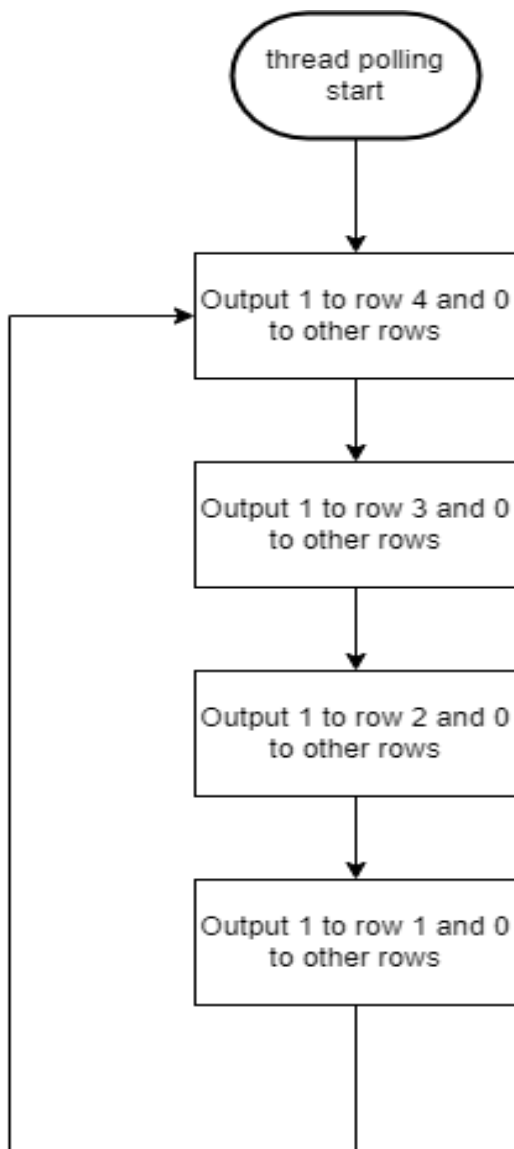 thread polling
start
Output 1 to row 4 and 0
to other rows
Output 1 to row 3 and 0
to other rows
Output 1 to row 2 and 0
to other rows
Output 1 to row 1 and 0
to other rows